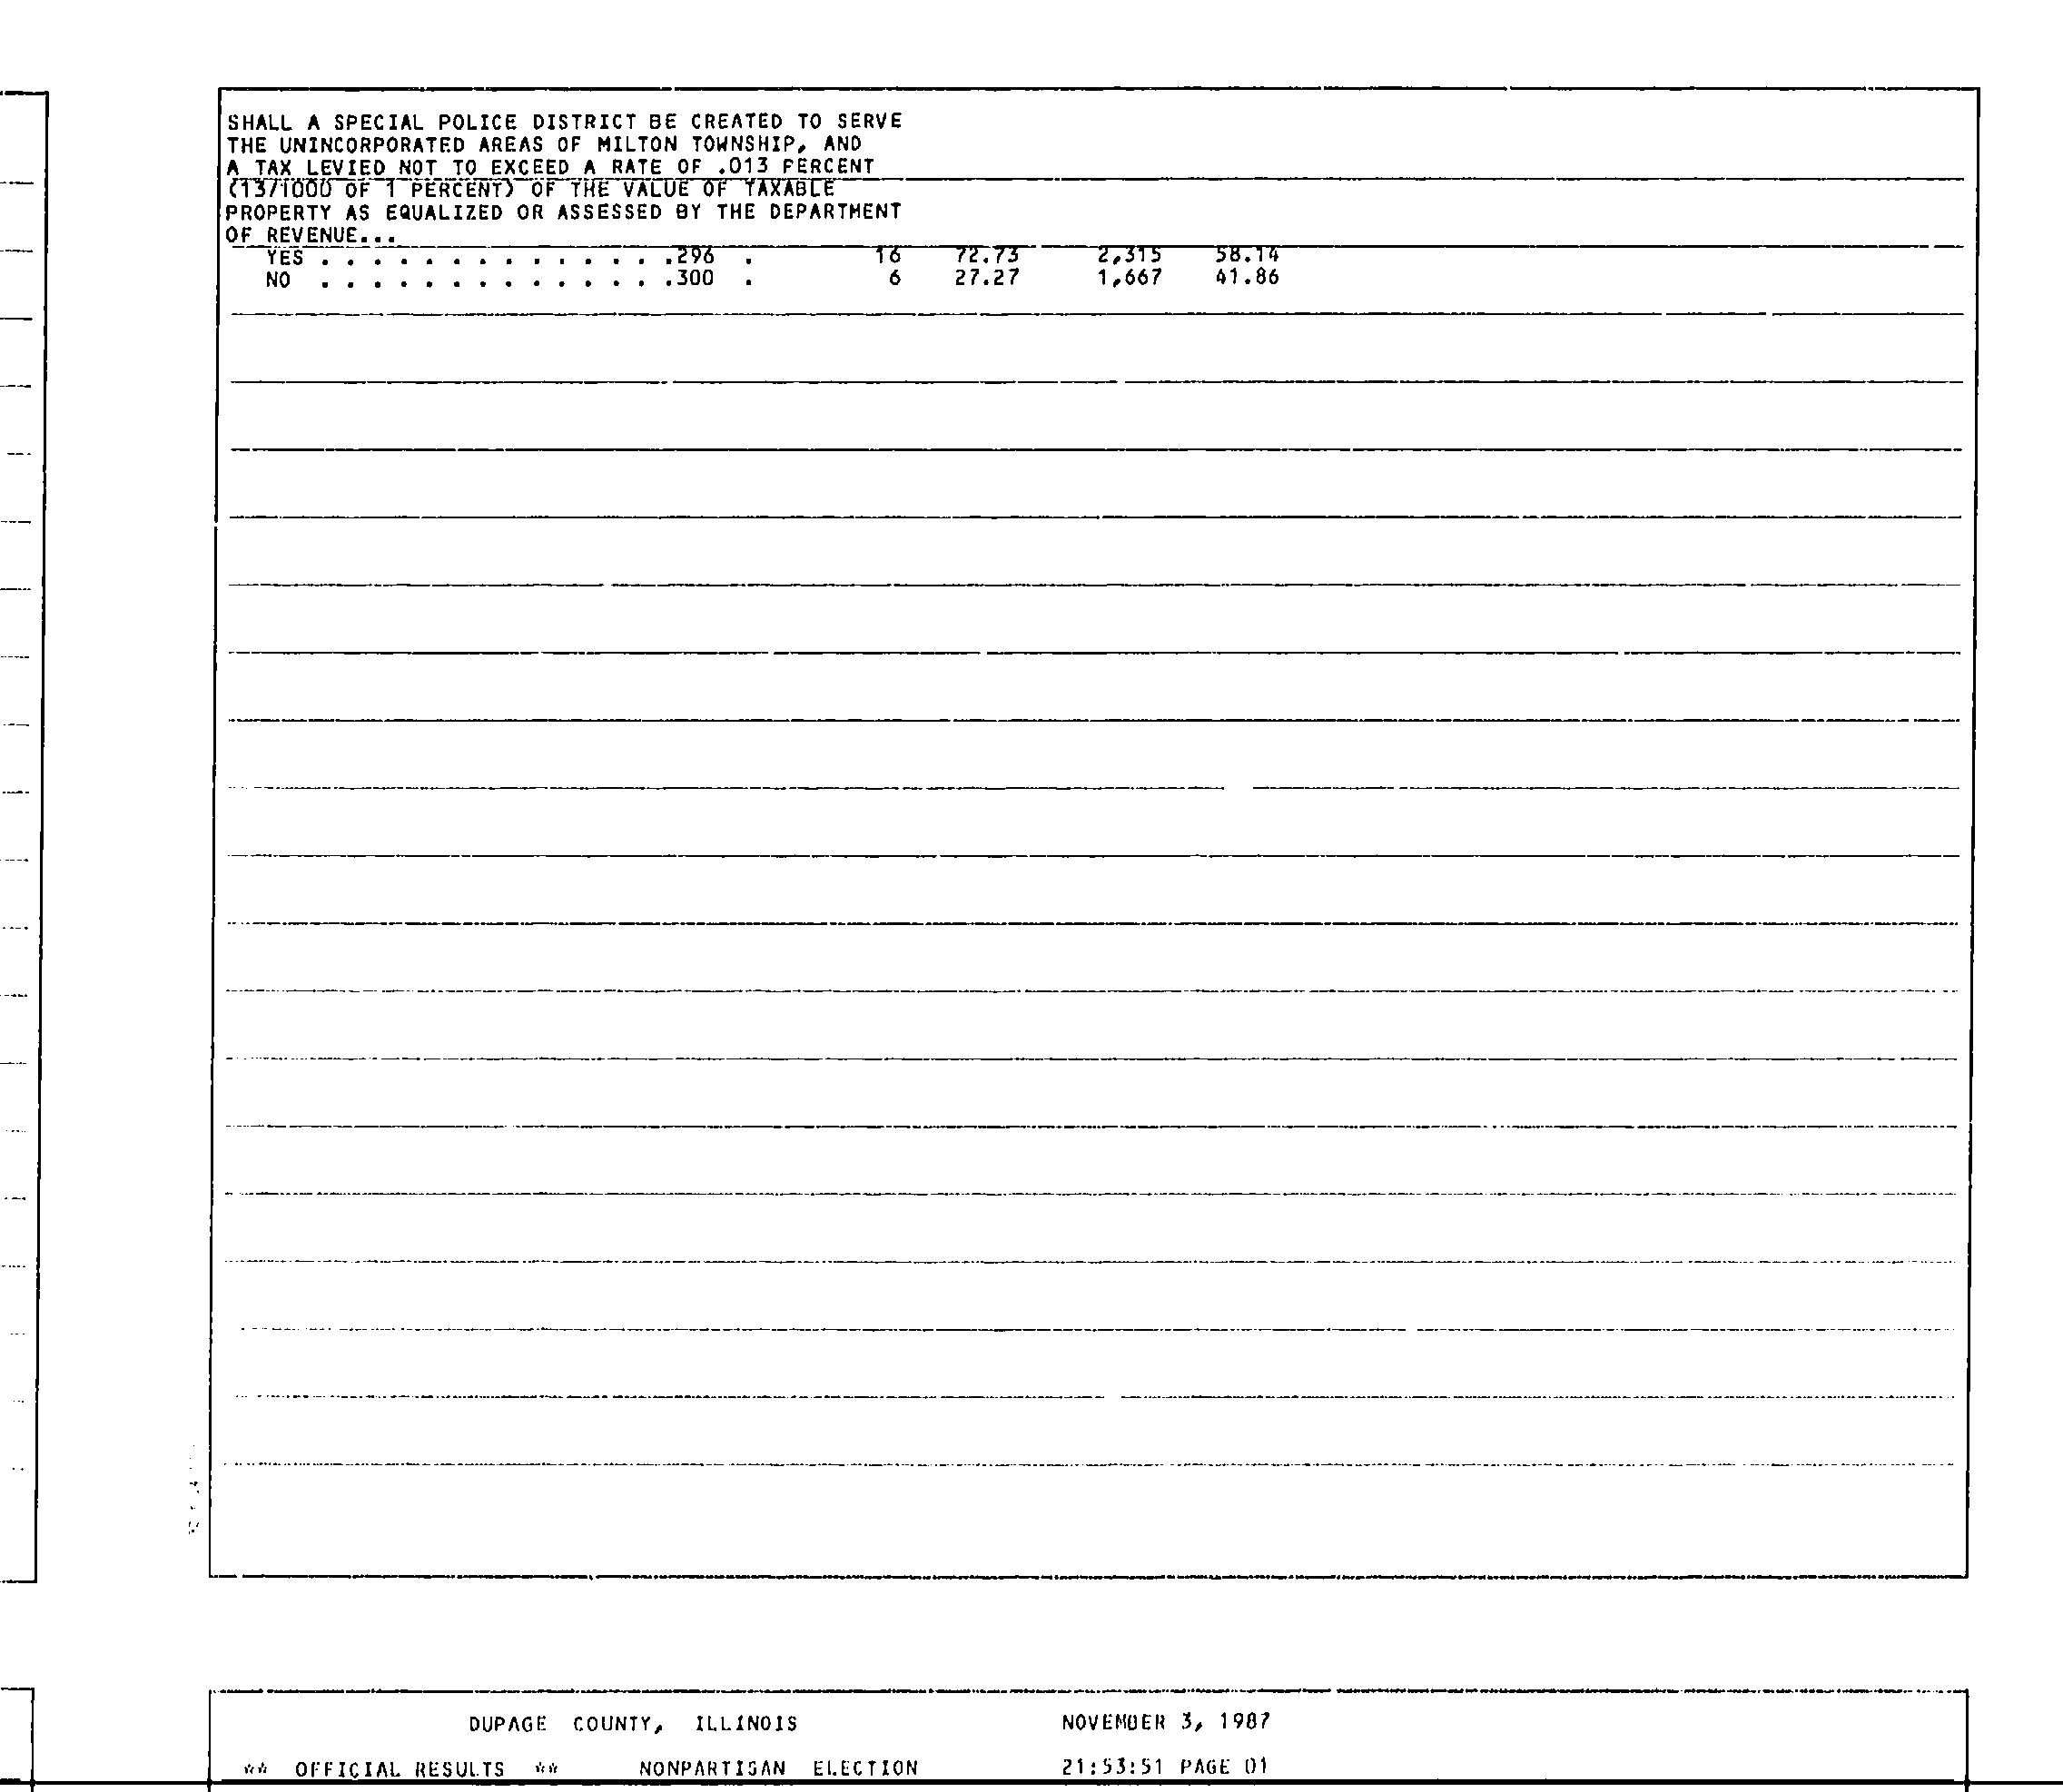 SHALL A SPECIAL POLICE DISTRICT BE CREATED TO SERVE
THE UNINCORPORATED AREAS OF MILTON TOWNSHIP, AND
A TAX LEVIED NOT TO EXCEED A RATE OF .013 PERCENT
(13/1000 OF 1 PERCENT) OF THE VALUE OF TAXABLE
PROPERTY AS EQUALIZED OR ASSESSED BY THE DEPARTMENT
OF REVENUE...
YES . . . . . . . . . . . . . .296 . 16 72.73 2,315 58.14
NO . . . . . . . . . . . . . .300 . 6 27.27 1,667 41.86
DUPAGE COUNTY, ILLINOIS NOVEMBER 3, 1987
** OFFICIAL RESULTS ** NONPARTISAN ELECTION 21:53:51 PAGE 01